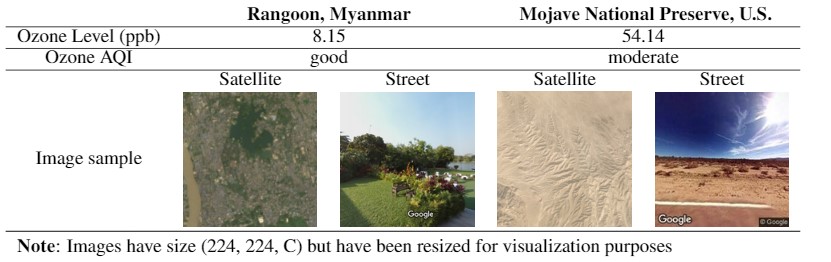 Rangoon, Myanmar Mojave National Preserve, U.S.
Ozone Level (ppb) 8.15 54.14
Ozone AQI good moderate
Satellite Street Satellite Street
Image sample
Google
Google © Google
Note: Images have size (224, 224, C) but have been resized for visualization purposes